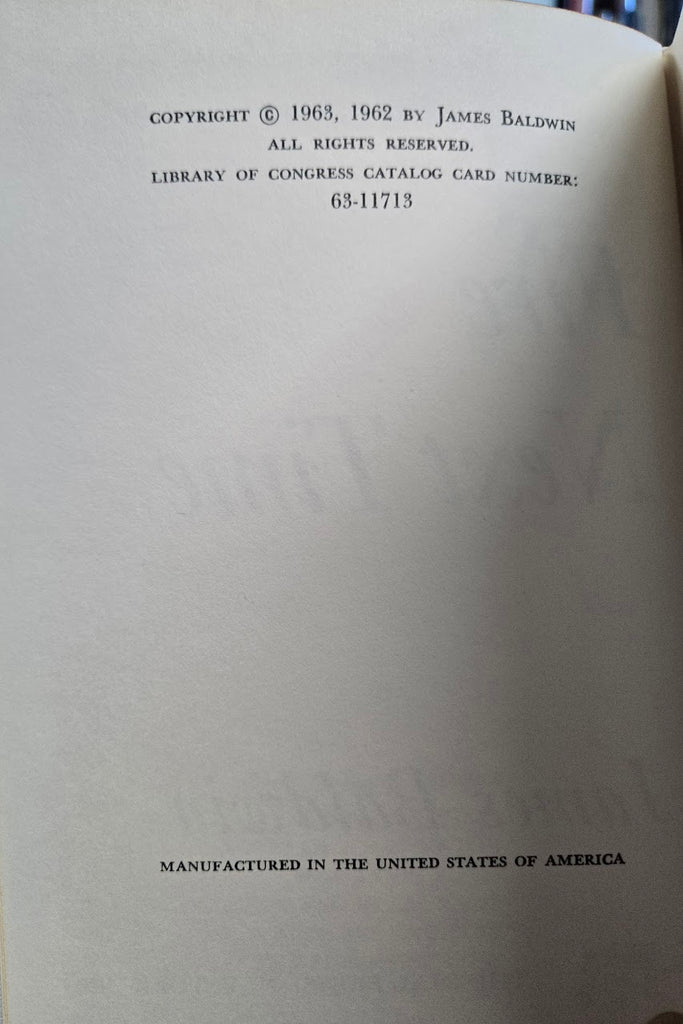 COPYRIGHT © 1963, 1962 BY JAMES BALDWIN
ALL RIGHTS RESERVED.
LIBRARY OF CONGRESS CATALOG CARD NUMBER:
63-11713
MANUFACTURED IN THE UNITED STATES OF AMERICA